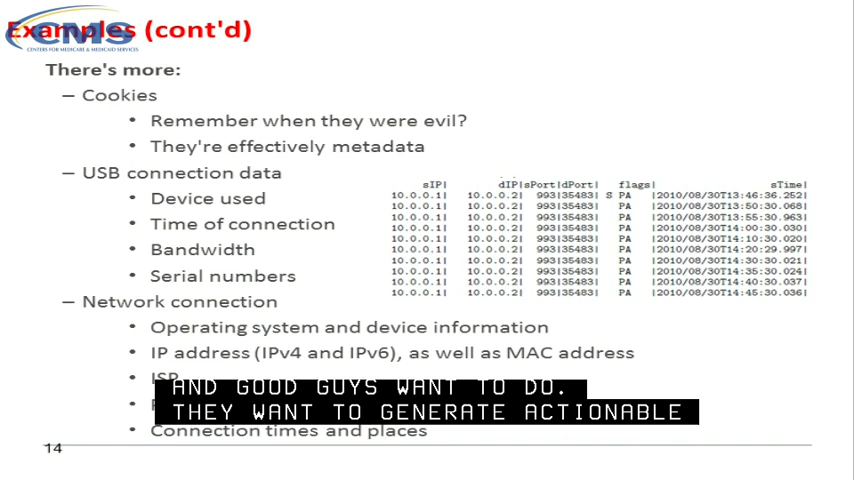 Examples (cont'd)
CMS
CENTERS FOR MEDICARE & MEDICAID SERVICES
There's more:
– Cookies
• Remember when they were evil?
• They're effectively metadata
– USB connection data
• Device used
• Time of connection
• Bandwidth
• Serial numbers
sIP| dIP|sPort|dPort| flags| sTime|
10.0.0.1| 10.0.0.2| 993|35483| S PA |2010/08/30T13:46:36.252|
10.0.0.1| 10.0.0.2| 993|35483| PA |2010/08/30T13:50:30.068|
10.0.0.1| 10.0.0.2| 993|35483| PA |2010/08/30T13:55:30.963|
10.0.0.1| 10.0.0.2| 993|35483| PA |2010/08/30T14:00:30.030|
10.0.0.1| 10.0.0.2| 993|35483| PA |2010/08/30T14:10:30.020|
10.0.0.1| 10.0.0.2| 993|35483| PA |2010/08/30T14:20:29.997|
10.0.0.1| 10.0.0.2| 993|35483| PA |2010/08/30T14:30:30.021|
10.0.0.1| 10.0.0.2| 993|35483| PA |2010/08/30T14:35:30.024|
10.0.0.1| 10.0.0.2| 993|35483| PA |2010/08/30T14:40:30.037|
10.0.0.1| 10.0.0.2| 993|35483| PA |2010/08/30T14:45:30.036|
– Network connection
• Operating system and device information
• IP address (IPv4 and IPv6), as well as MAC address
• ISP
AND GOOD GUYS WANT TO DO.
THEY WANT TO GENERATE ACTIONABLE
• Connection times and places
14